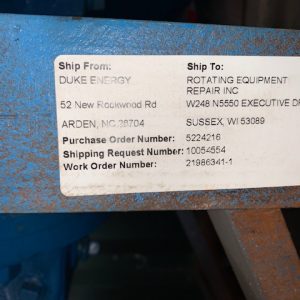 Ship From: Ship To:
DUKE ENERGY ROTATING EQUIPMENT
REPAIR INC
52 New Rockwood Rd W248 N5550 EXECUTIVE DR
ARDEN, NC 28704 SUSSEX, WI 53089
Purchase Order Number: 5224216
Shipping Request Number: 10054554
Work Order Number: 21986341-1